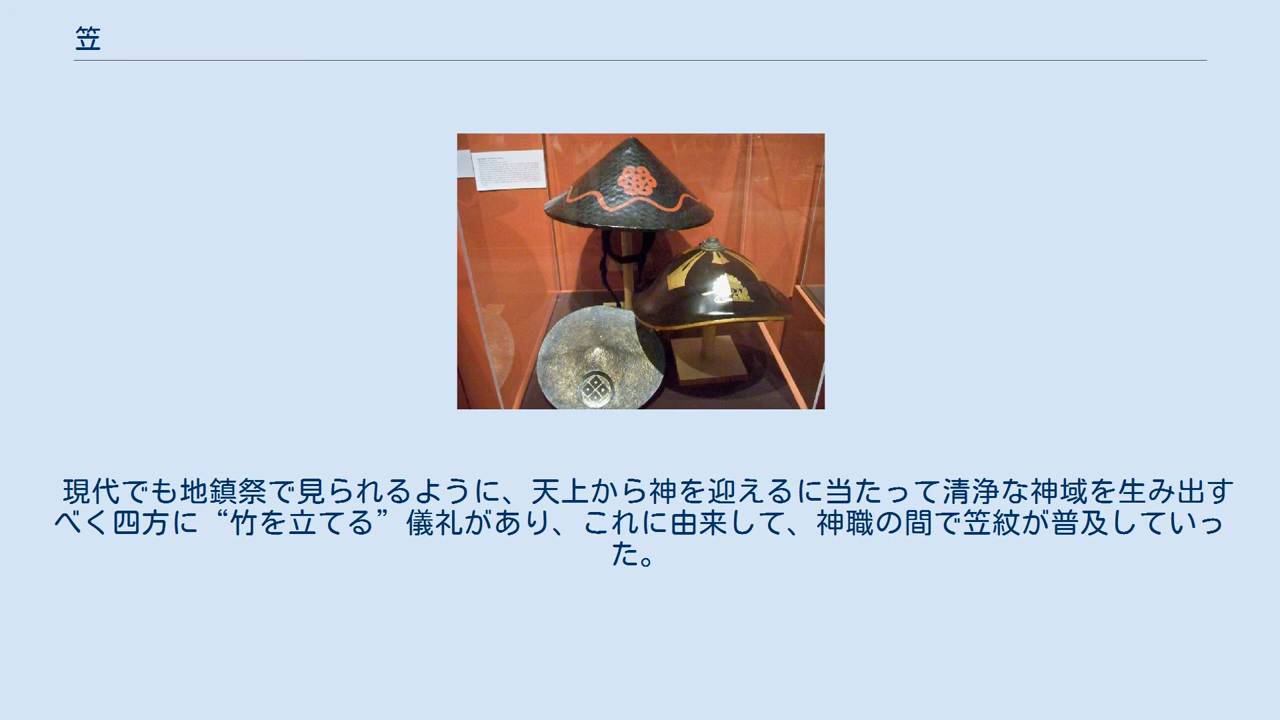 笠
現代でも地鎮祭で見られるように、天上から神を迎えるに当たって清浄な神域を生み出す
べく四方に“竹を立てる”儀礼があり、これに由来して、神職の間で笠紋が普及していっ
た。